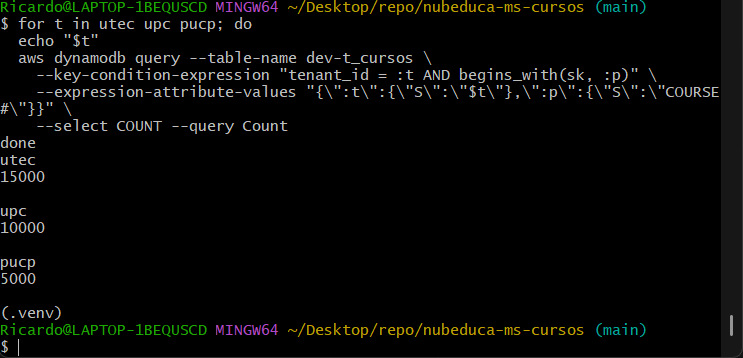 Ricardo@LAPTOP-1BEQUSCD MINGW64 ~/Desktop/repo/nubeduca-ms-cursos (main)
$ for t in utec upc pucp; do
  echo "$t"
  aws dynamodb query --table-name dev-t_cursos \
    --key-condition-expression "tenant_id = :t AND begins_with(sk, :p)" \
    --expression-attribute-values "{\":t\":{\"S\":\"$t\"},\":p\":{\"S\":\"COURSE
#\"}}" \
    --select COUNT --query Count
done
utec
15000

upc
10000

pucp
5000

(.venv)
Ricardo@LAPTOP-1BEQUSCD MINGW64 ~/Desktop/repo/nubeduca-ms-cursos (main)
$